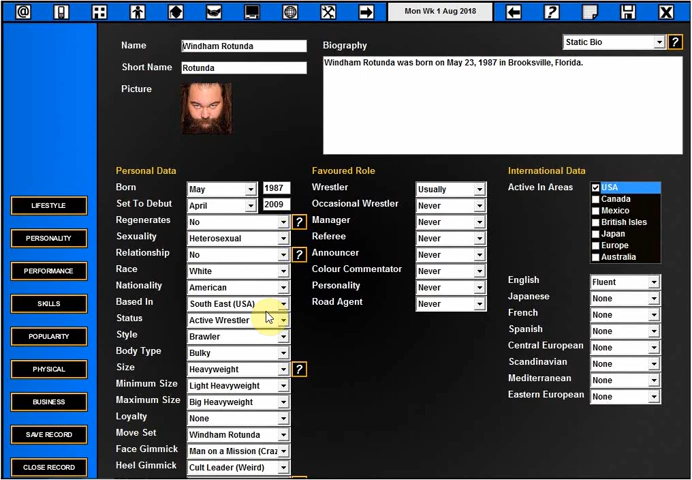 Mon Wk 1 Aug 2018
Name Windham Rotunda
Short Name Rotunda
Picture
Biography Static Bio ?
Windham Rotunda was born on May 23, 1987 in Brooksville, Florida.
LIFESTYLE
PERSONALITY
PERFORMANCE
SKILLS
POPULARITY
PHYSICAL
BUSINESS
SAVE RECORD
CLOSE RECORD
Personal Data
Born May 1987
Set To Debut April 2009
Regenerates No ?
Sexuality Heterosexual
Relationship No ?
Race White
Nationality American
Based In South East (USA)
Status Active Wrestler
Style Brawler
Body Type Bulky
Size Heavyweight ?
Minimum Size Light Heavyweight
Maximum Size Big Heavyweight
Loyalty None
Move Set Windham Rotunda
Face Gimmick Man on a Mission (Craz
Heel Gimmick Cult Leader (Weird)
Favoured Role
Wrestler Usually
Occasional Wrestler Never
Manager Never
Referee Never
Announcer Never
Colour Commentator Never
Personality Never
Road Agent Never
International Data
Active In Areas USA
Canada
Mexico
British Isles
Japan
Europe
Australia
English Fluent
Japanese None
French None
Spanish None
Central European None
Scandinavian None
Mediterranean None
Eastern European None